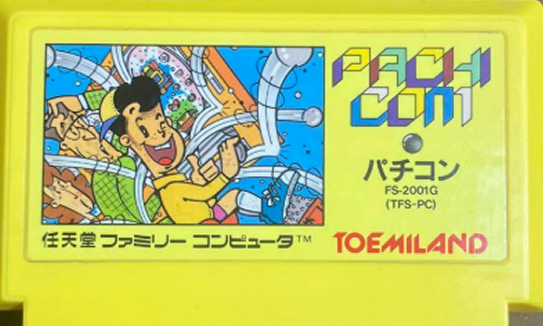 PACHI
COM
パチコン
FS-2001G
(TFS-PC)
任天堂 ファミリー コンピュータ™
TOEMILAND